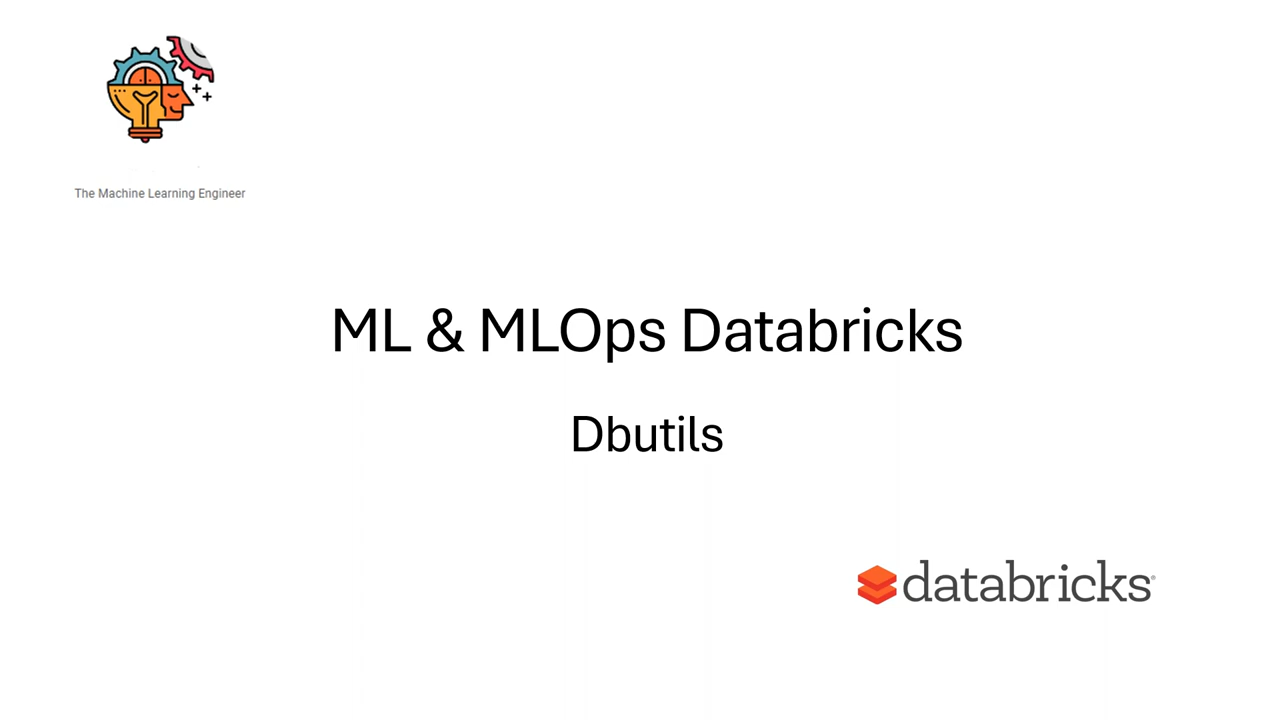 The Machine Learning Engineer
ML & MLOps Databricks
Dbutils
databricks